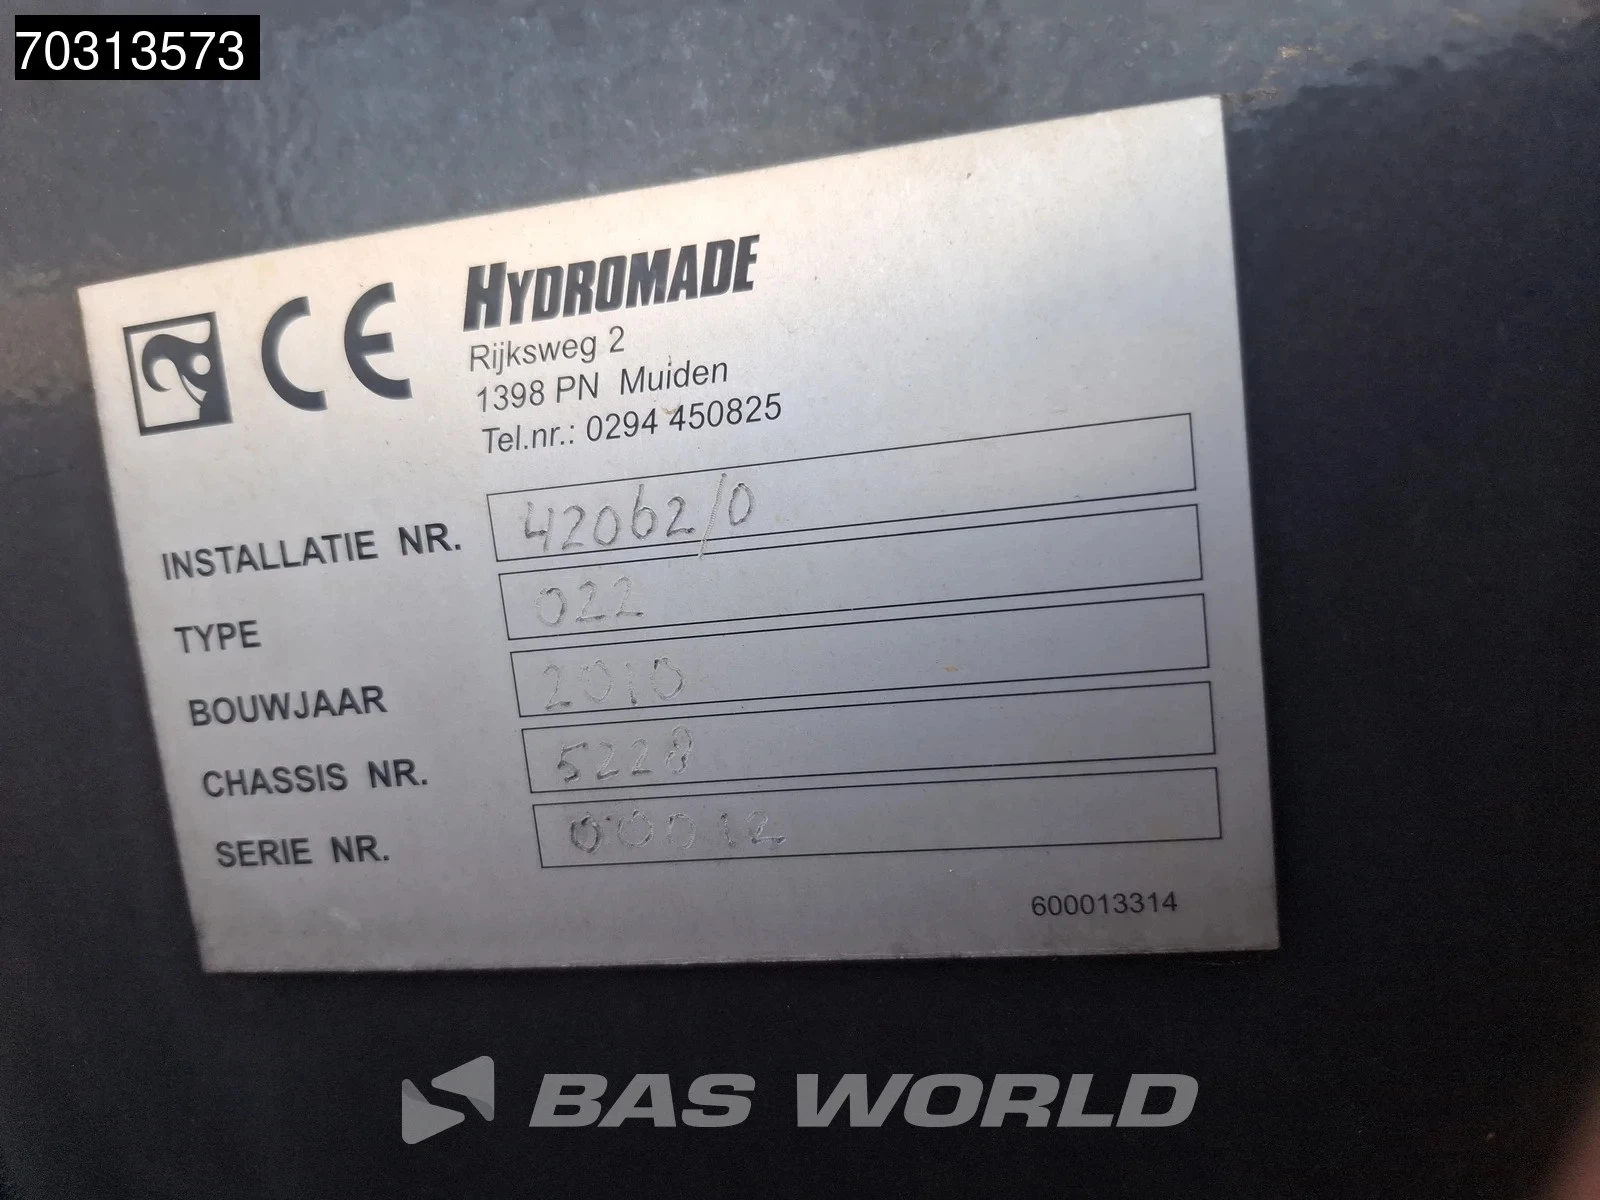 70313573
CE HYDROMADE
Rijksweg 2
1398 PN Muiden
Tel.nr.: 0294 450825
INSTALLATIE NR. 42062/0
TYPE 022
BOUWJAAR 2010
CHASSIS NR. 5228
SERIE NR. 00012
600013314
BAS WORLD